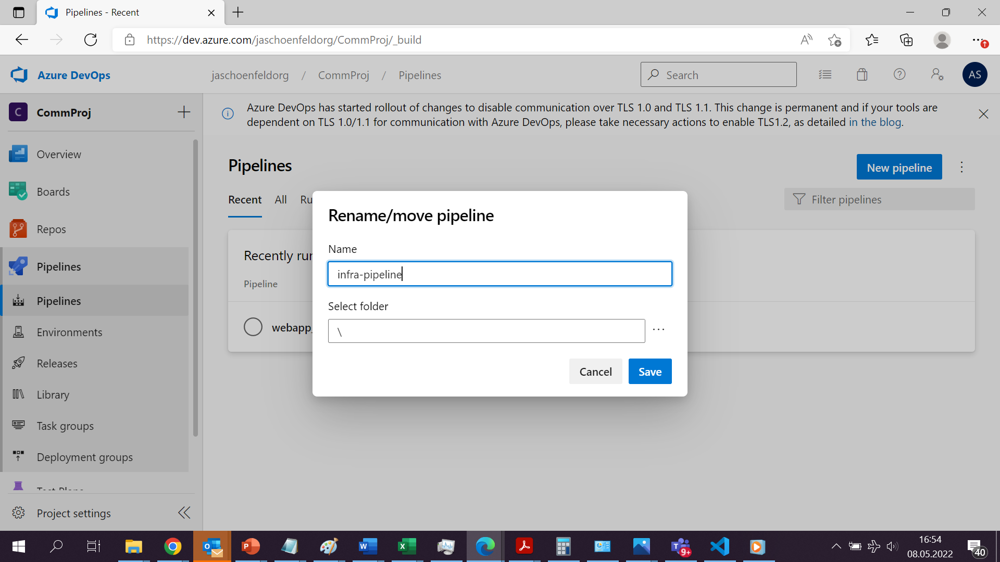 Pipelines - Recent
https://dev.azure.com/jaschoenfeldorg/CommProj/_build
Azure DevOps
jaschoenfeldorg / CommProj / Pipelines
Search
AS
C
CommProj
Azure DevOps has started rollout of changes to disable communication over TLS 1.0 and TLS 1.1. This change is permanent and if your tools are
dependent on TLS 1.0/1.1 for communication with Azure DevOps, please take necessary actions to enable TLS1.2, as detailed in the blog.
Overview
Boards
Repos
Pipelines
Pipelines
Environments
Releases
Library
Task groups
Deployment groups
Project settings
Pipelines
New pipeline
Recent
All
Ru
Filter pipelines
Recently run
Pipeline
webapp_
Rename/move pipeline
Name
infra-pipeline
Select folder
\
Cancel
Save
9+
16:54
08.05.2022
40